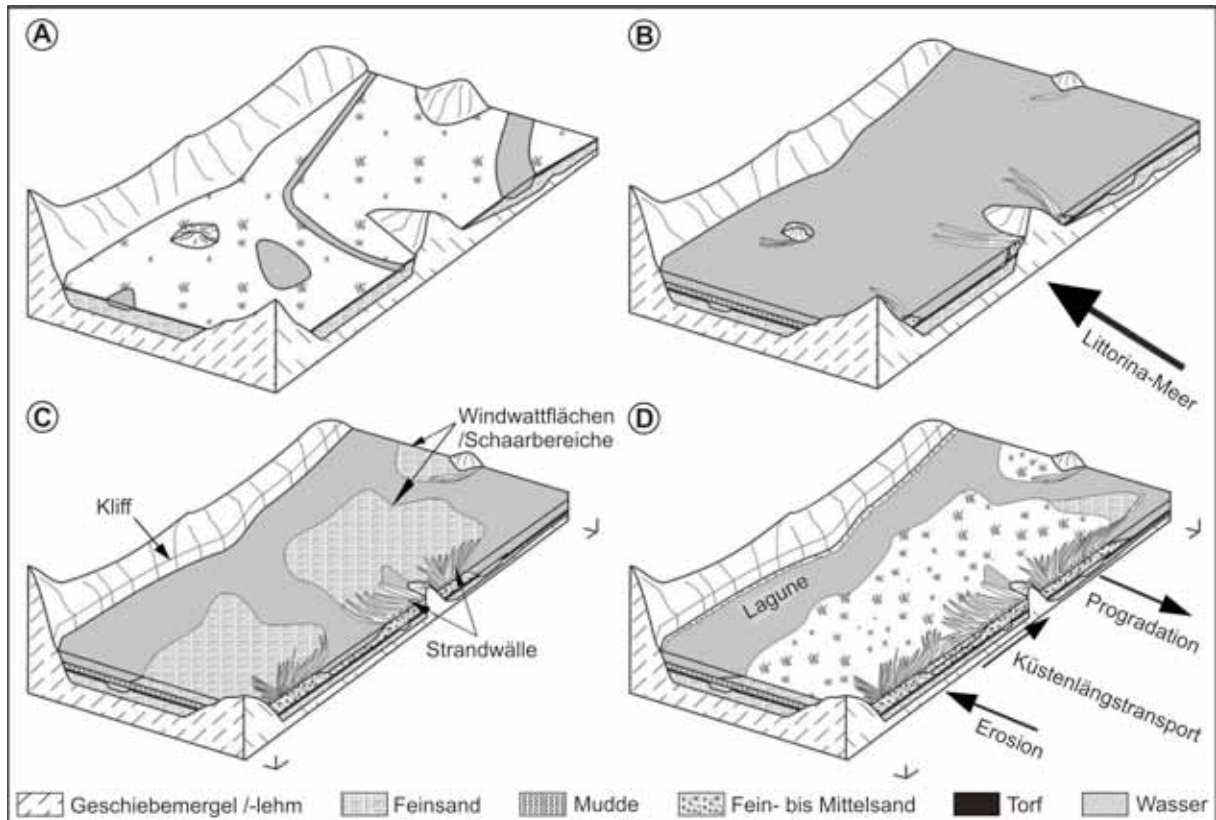 A
B
Littorina-Meer
C
Windwattflächen
/Schaarbereiche
Kliff
Strandwälle
D
Lagune
Progradation
Küstenlängstransport
Erosion
Geschiebemergel /-lehm
Feinsand
Mudde
Fein- bis Mittelsand
Torf
Wasser